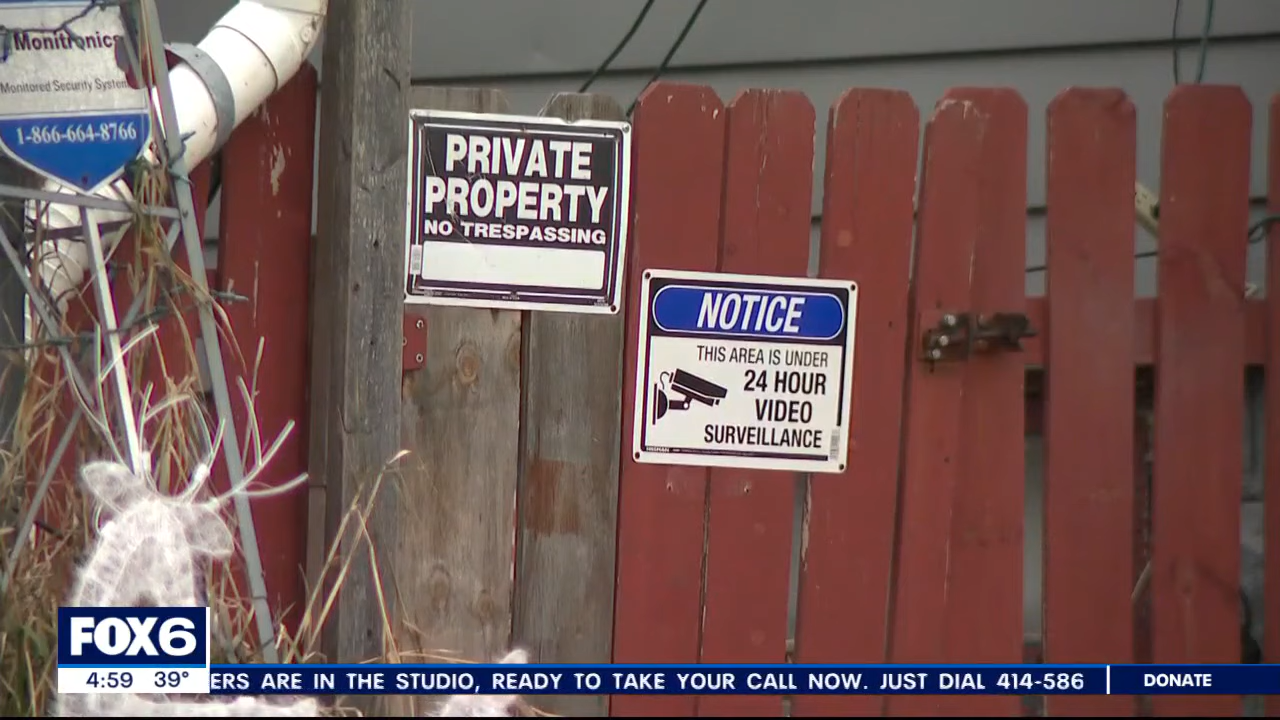 Monitronics
Monitored Security System
1-866-664-8766
PRIVATE
PROPERTY
NO TRESPASSING
NOTICE
THIS AREA IS UNDER
24 HOUR
VIDEO
SURVEILLANCE
FOX6
4:59 39°
ERS ARE IN THE STUDIO, READY TO TAKE YOUR CALL NOW. JUST DIAL 414-586
DONATE